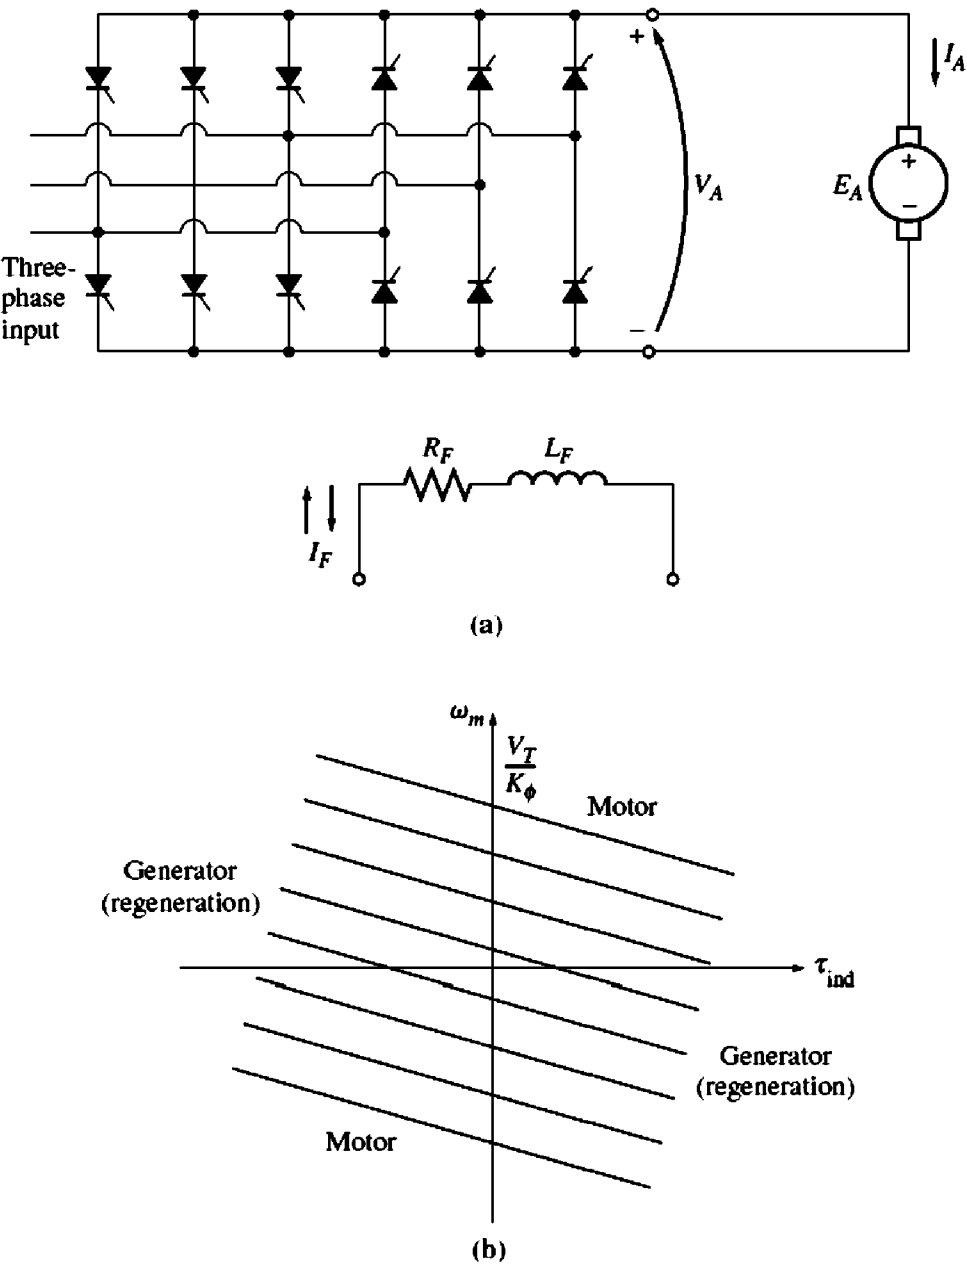 +
I_A
V_A
E_A
+
−
Three-
phase
input
−
R_F
L_F
I_F
(a)
ω_m
V_T
K_ϕ
Motor
Generator
(regeneration)
τ_ind
Generator
(regeneration)
Motor
(b)